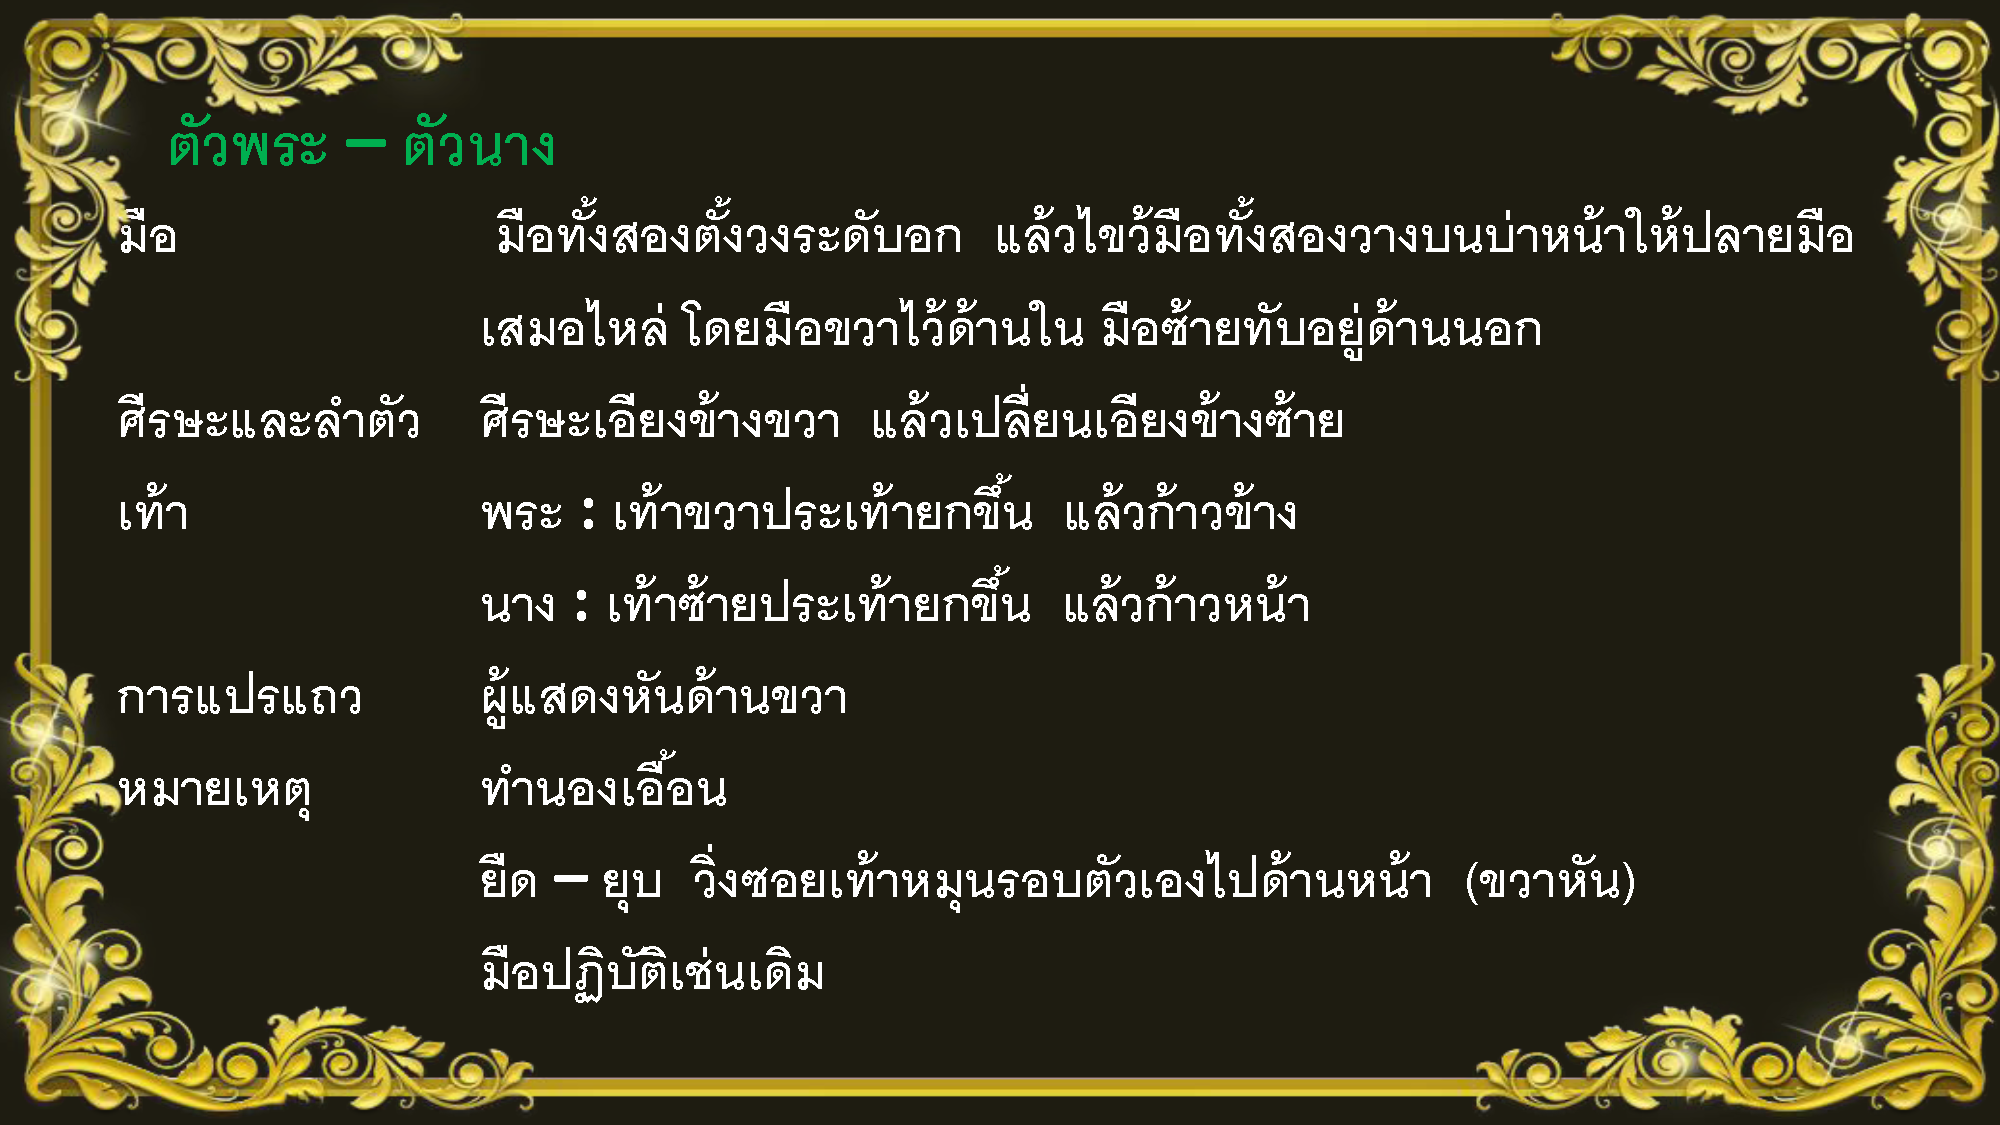 ตัวพระ – ตัวนาง
มือ มือทั้งสองตั้งวงระดับอก แล้วไขว้มือทั้งสองวางบนบ่าหน้าให้ปลายมือ
เสมอไหล่ โดยมือขวาไว้ด้านใน มือซ้ายทับอยู่ด้านนอก
ศีรษะและลำตัว ศีรษะเอียงข้างขวา แล้วเปลี่ยนเอียงข้างซ้าย
เท้า พระ : เท้าขวาประเท้ายกขึ้น แล้วก้าวข้าง
นาง : เท้าซ้ายประเท้ายกขึ้น แล้วก้าวหน้า
การแปรแถว ผู้แสดงหันด้านขวา
หมายเหตุ ทำนองเอื้อน
ยืด – ยุบ วิ่งซอยเท้าหมุนรอบตัวเองไปด้านหน้า (ขวาหัน)
มือปฏิบัติเช่นเดิม